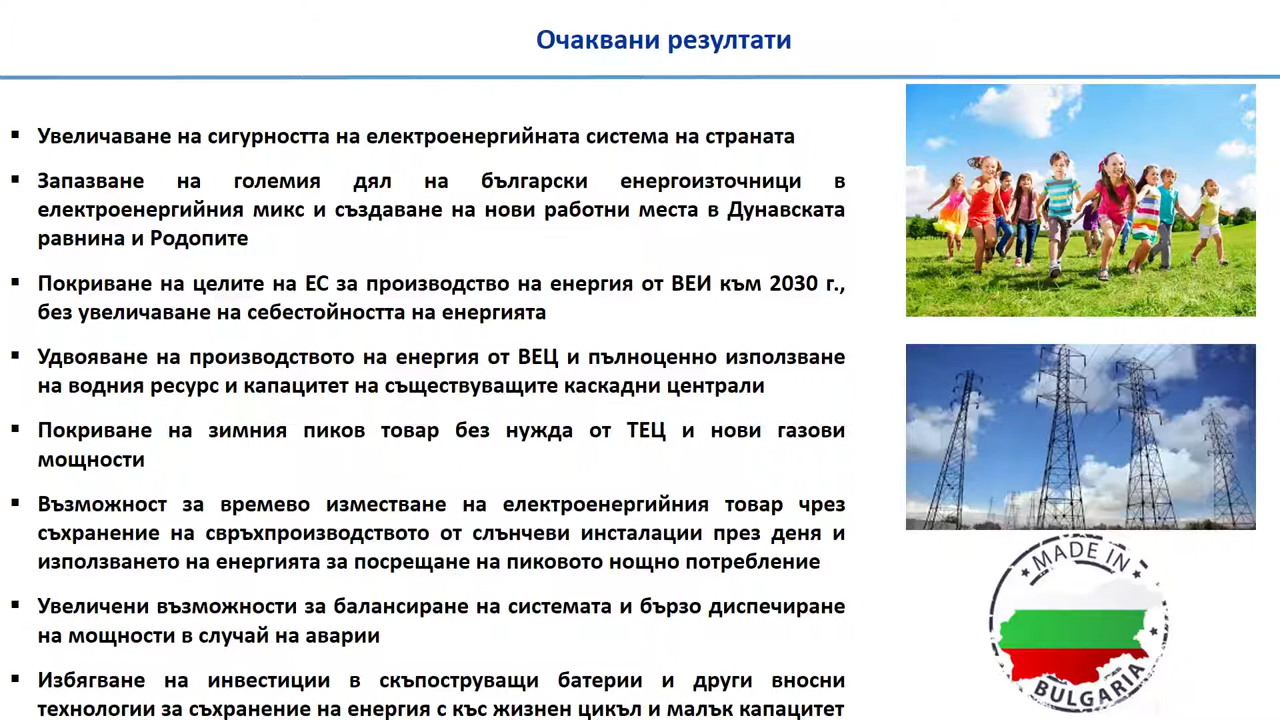 Очаквани резултати
▪ Увеличаване на сигурността на електроенергийната система на страната
▪ Запазване на големия дял на български енергоизточници в
електроенергийния микс и създаване на нови работни места в Дунавската
равнина и Родопите
▪ Покриване на целите на ЕС за производство на енергия от ВЕИ към 2030 г.,
без увеличаване на себестойността на енергията
▪ Удвояване на производството на енергия от ВЕЦ и пълноценно използване
на водния ресурс и капацитет на съществуващите каскадни централи
▪ Покриване на зимния пиков товар без нужда от ТЕЦ и нови газови
мощности
▪ Възможност за времево изместване на електроенергийния товар чрез
съхранение на свръхпроизводството от слънчеви инсталации през деня и
използването на енергията за посрещане на пиковото нощно потребление
▪ Увеличени възможности за балансиране на системата и бързо диспечиране
на мощности в случай на аварии
▪ Избягване на инвестиции в скъпоструващи батерии и други вносни
технологии за съхранение на енергия с къс жизнен цикъл и малък капацитет
MADE IN
BULGARIA